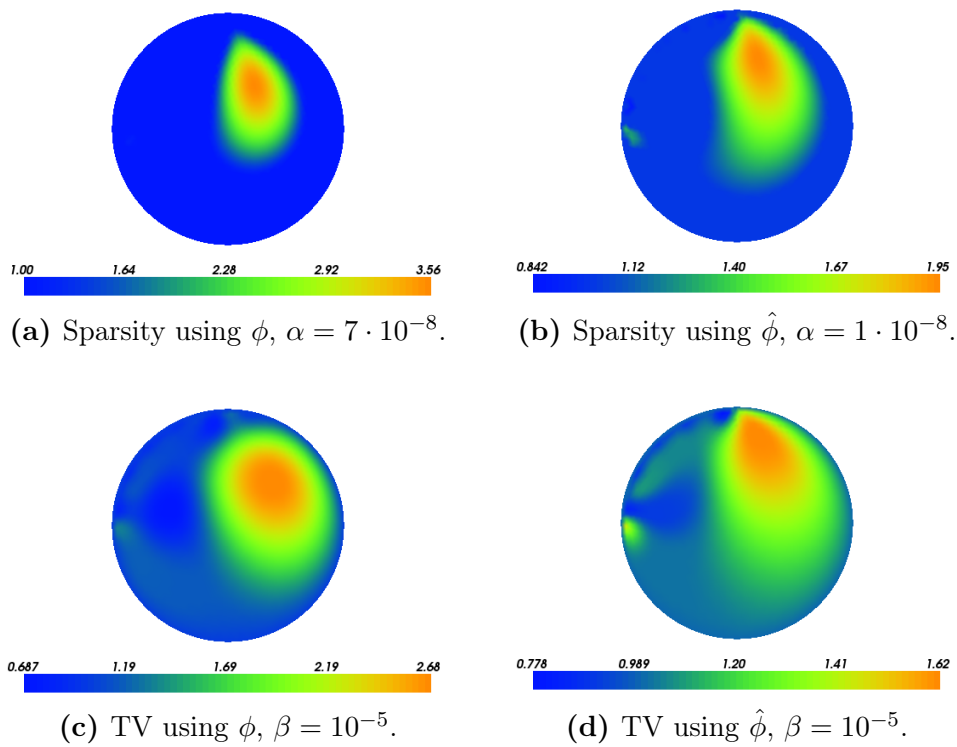 1.00 1.64 2.28 2.92 3.56
0.842 1.12 1.40 1.67 1.95
(a) Sparsity using ϕ, α = 7 · 10⁻⁸.
(b) Sparsity using ϕ̂, α = 1 · 10⁻⁸.
0.687 1.19 1.69 2.19 2.68
0.778 0.989 1.20 1.41 1.62
(c) TV using ϕ, β = 10⁻⁵.
(d) TV using ϕ̂, β = 10⁻⁵.